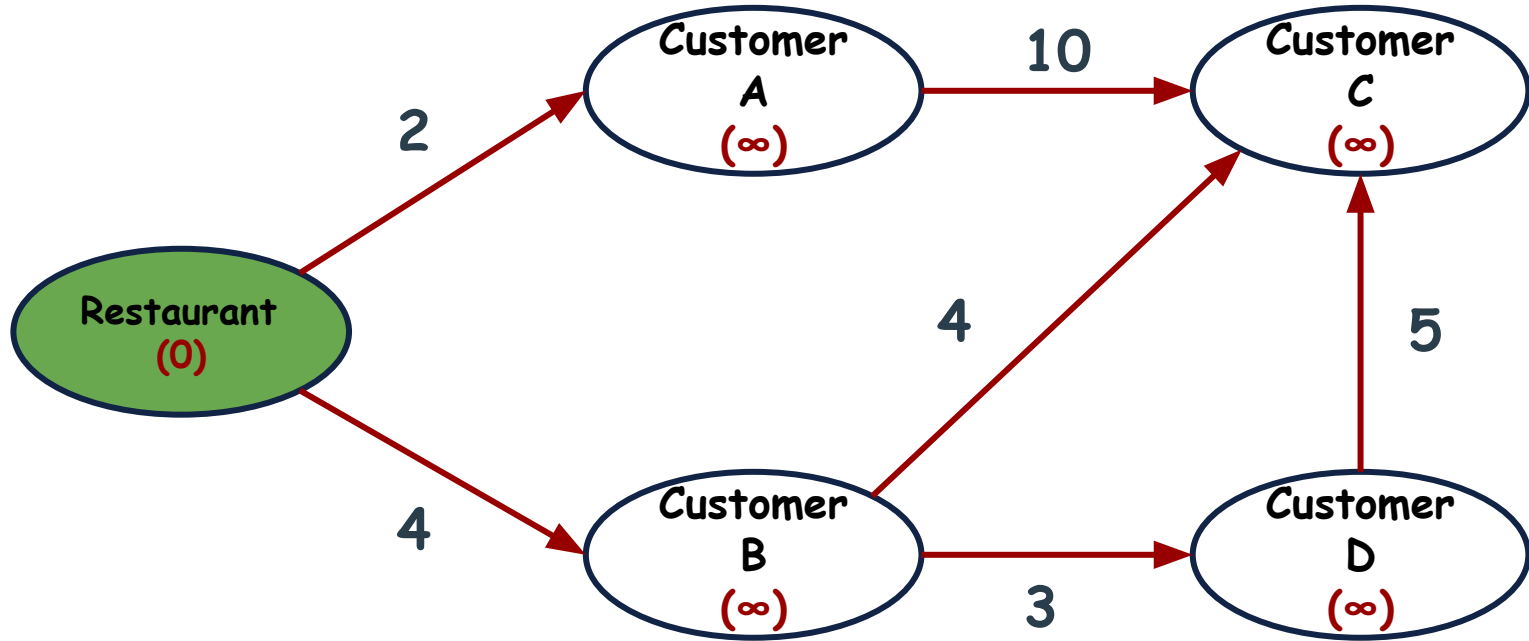 Customer
A
(∞)
10
Customer
C
(∞)
2
Restaurant
(0)
4
5
4
Customer
B
(∞)
3
Customer
D
(∞)